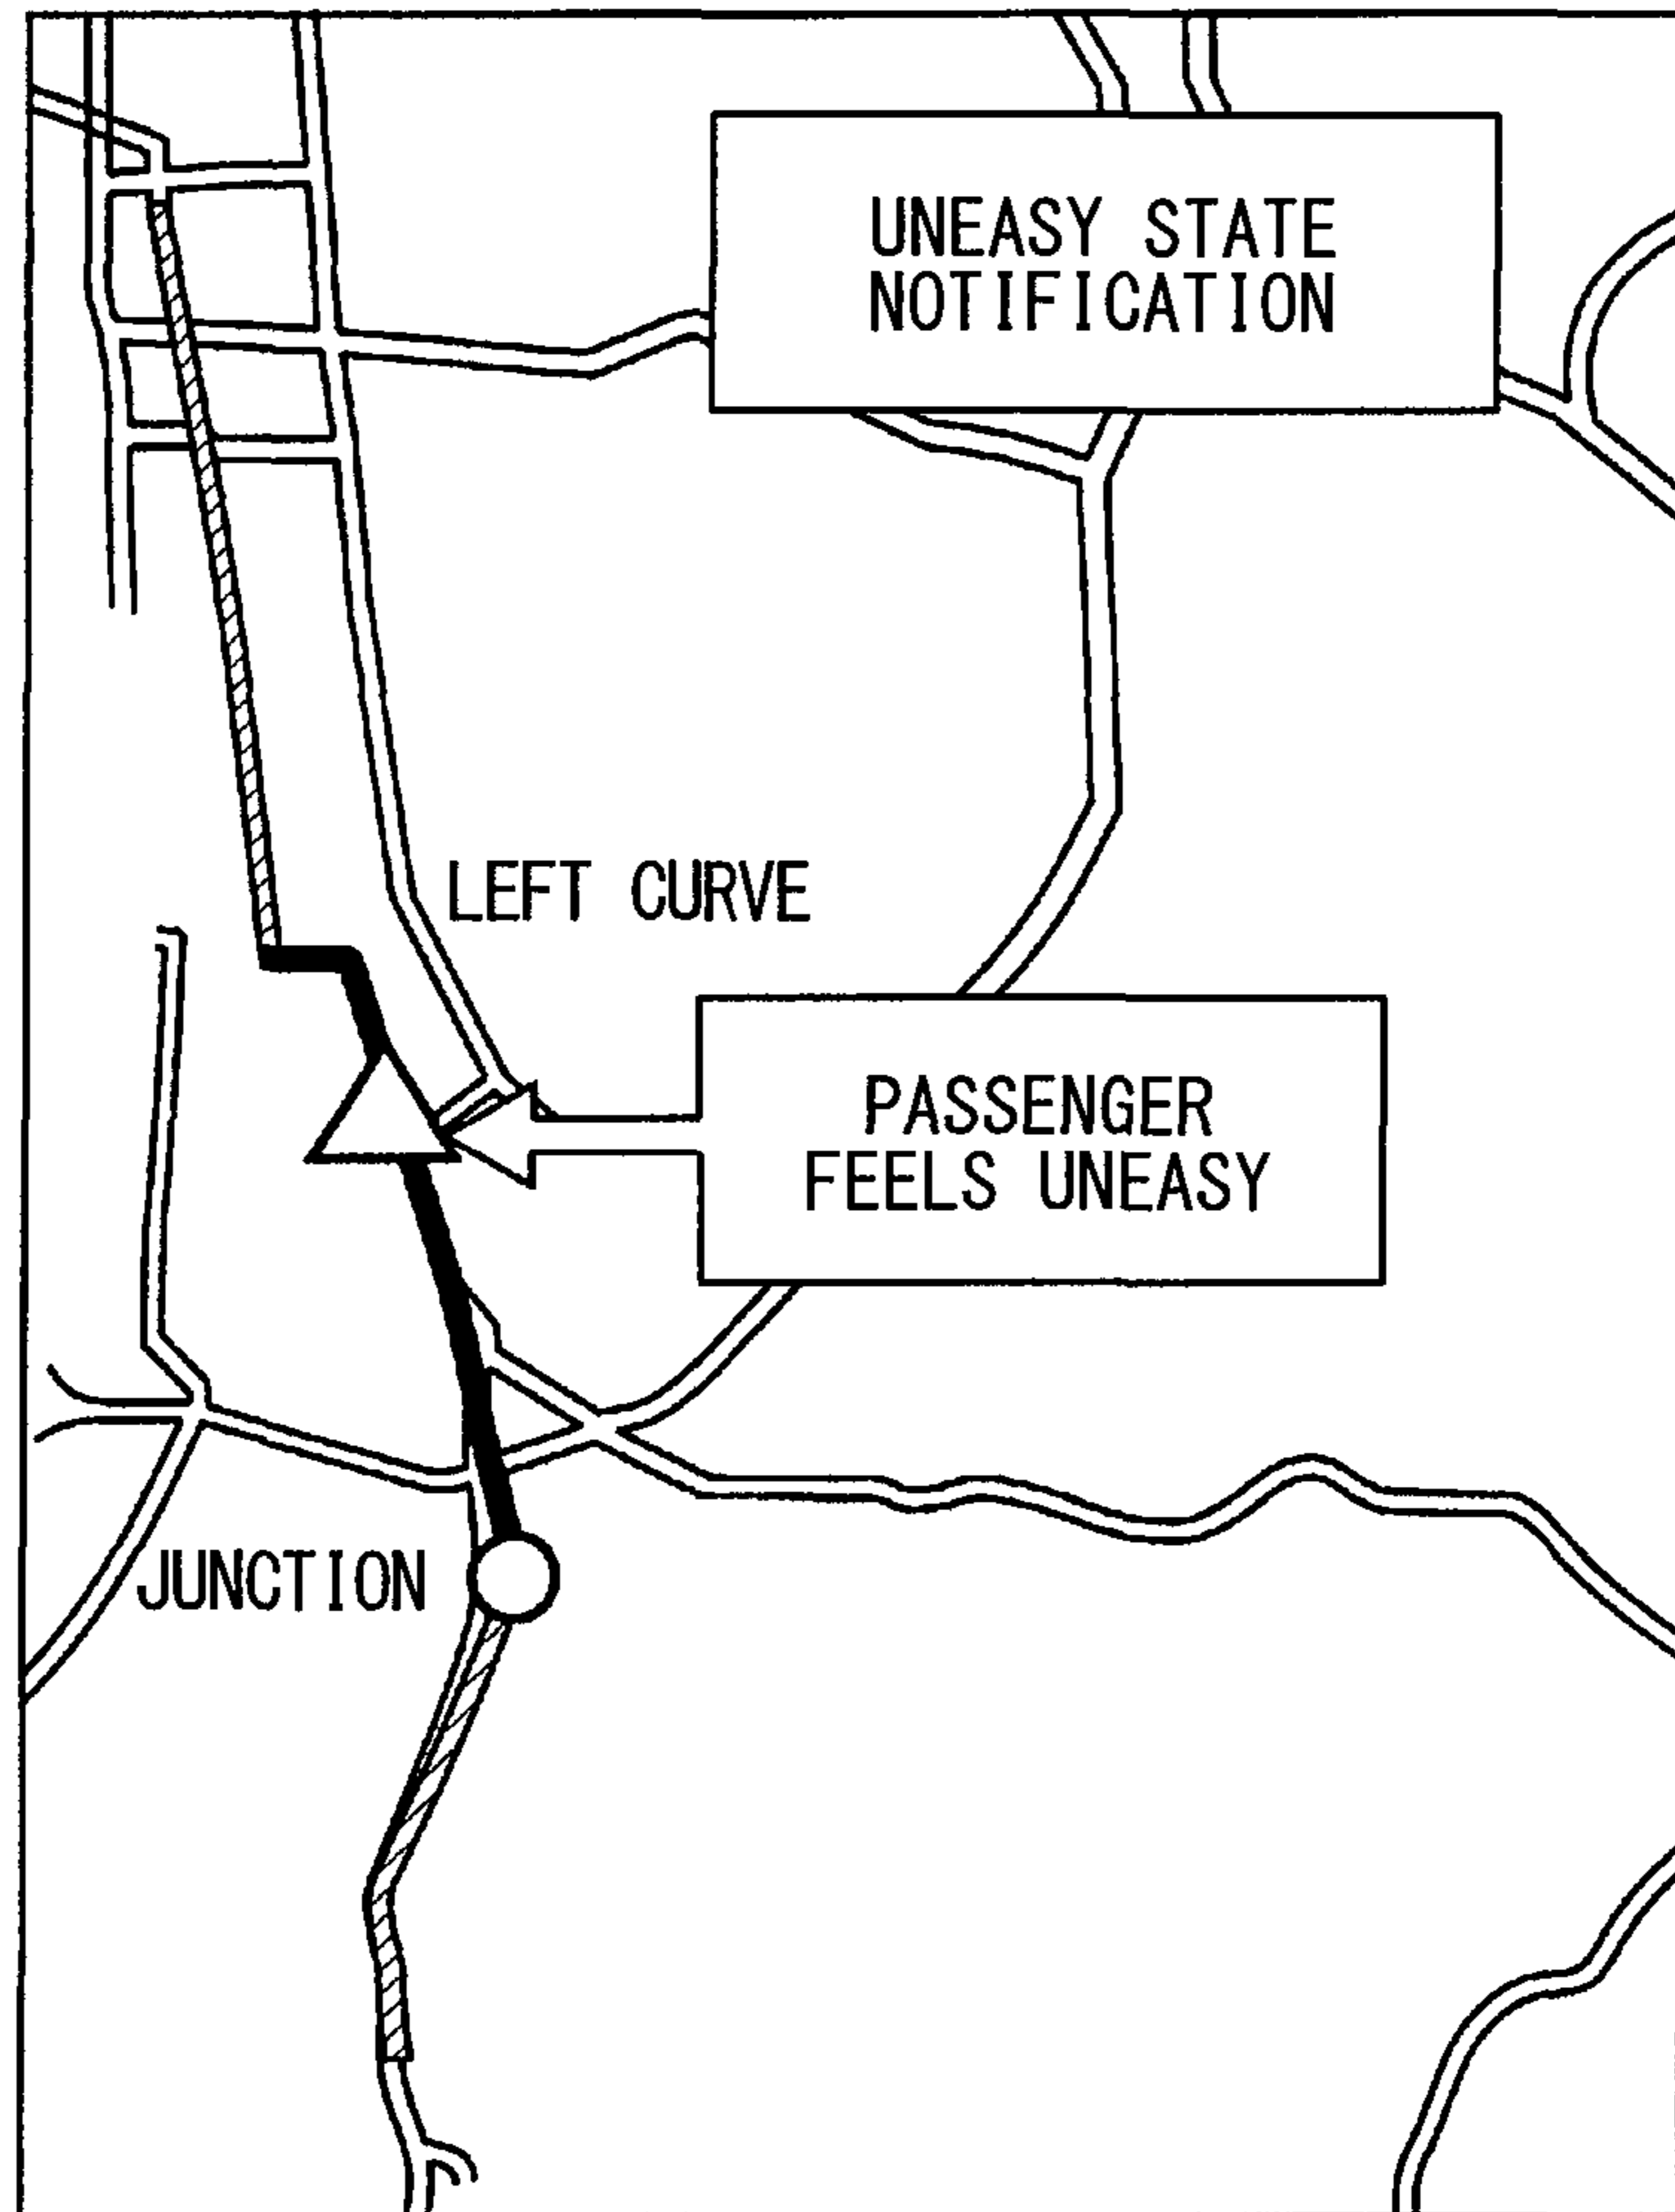 UNEASY STATE
NOTIFICATION
LEFT CURVE
PASSENGER
FEELS UNEASY
JUNCTION